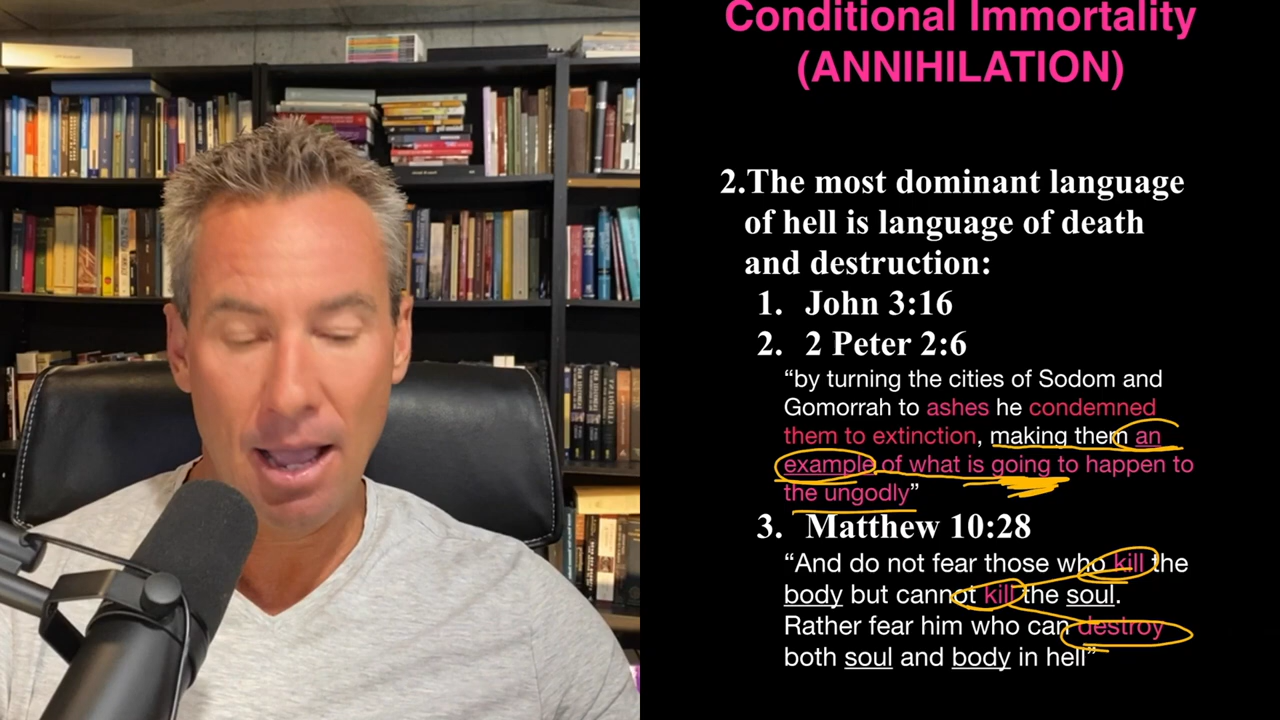 Conditional Immortality
(ANNIHILATION)
2.The most dominant language
of hell is language of death
and destruction:
1. John 3:16
2. 2 Peter 2:6
“by turning the cities of Sodom and
Gomorrah to ashes he condemned
them to extinction, making them an
example of what is going to happen to
the ungodly”
3. Matthew 10:28
“And do not fear those who kill the
body but cannot kill the soul.
Rather fear him who can destroy
both soul and body in hell”